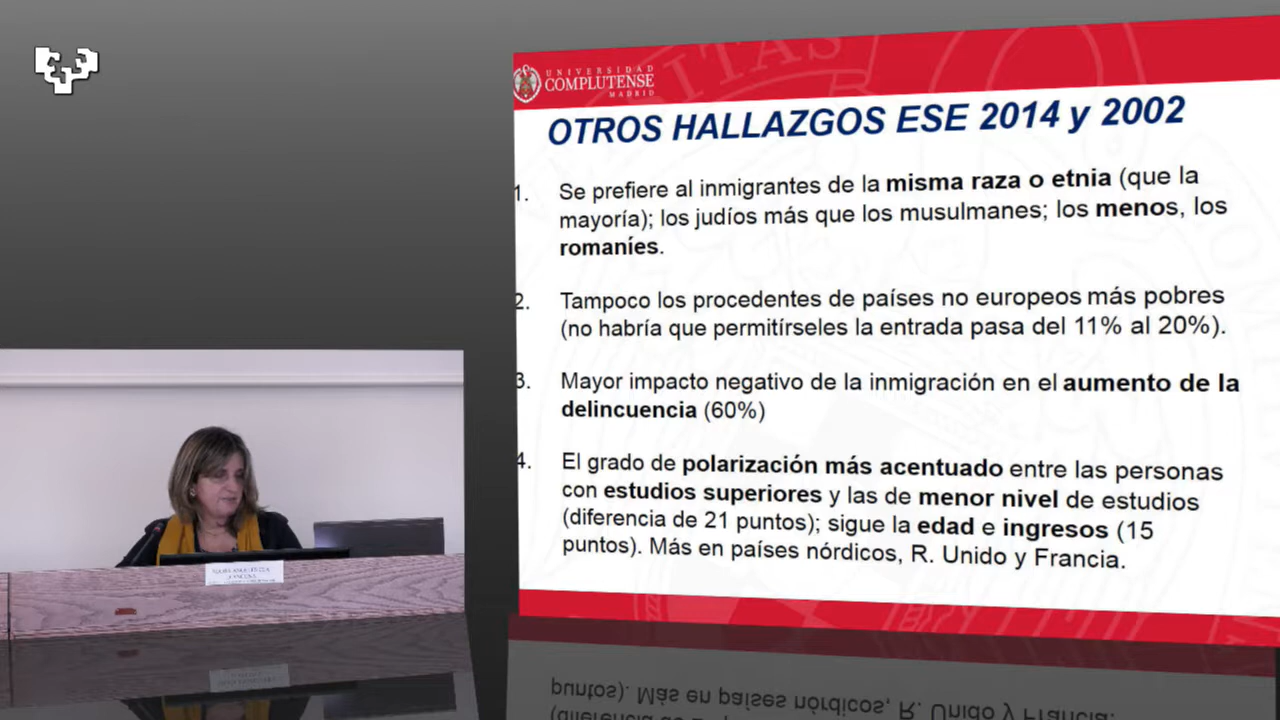 UNIVERSIDAD
COMPLUTENSE
MADRID
OTROS HALLAZGOS ESE 2014 y 2002
1. Se prefiere al inmigrantes de la misma raza o etnia (que la
mayoría); los judíos más que los musulmanes; los menos, los
romaníes.
2. Tampoco los procedentes de países no europeos más pobres
(no habría que permitírseles la entrada pasa del 11% al 20%).
3. Mayor impacto negativo de la inmigración en el aumento de la
delincuencia (60%)
4. El grado de polarización más acentuado entre las personas
con estudios superiores y las de menor nivel de estudios
(diferencia de 21 puntos); sigue la edad e ingresos (15
puntos). Más en países nórdicos, R. Unido y Francia.